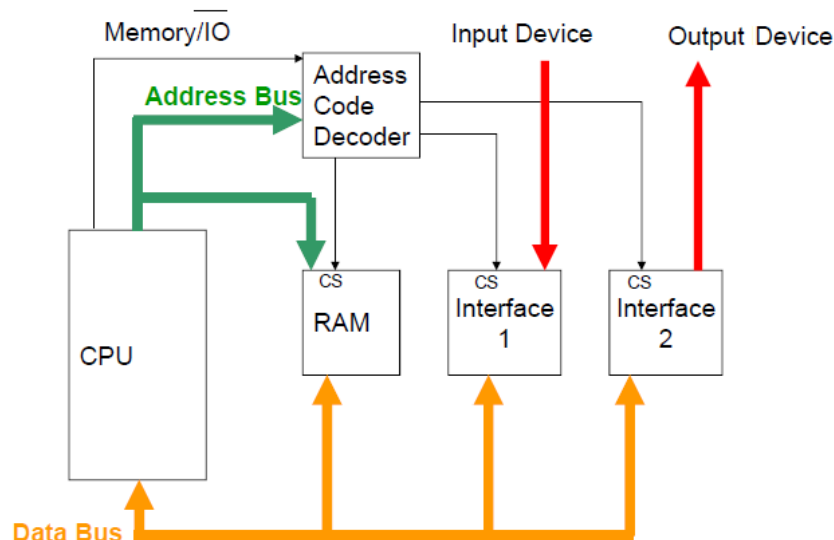 Memory/IO
Input Device
Output Device
Address
Code
Decoder
Address Bus
CS
RAM
CS
Interface
1
CS
Interface
2
CPU
Data Bus